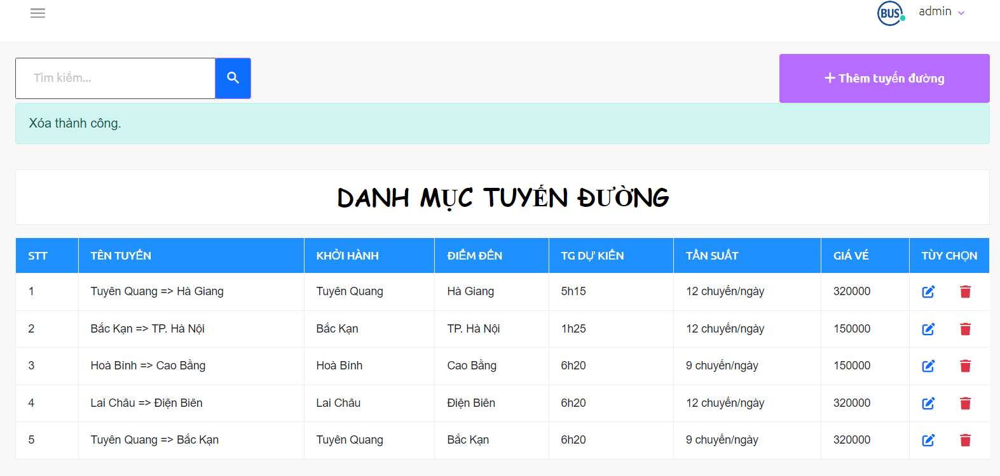 BUS admin
Tìm kiếm...
Thêm tuyến đường
Xóa thành công.
DANH MỤC TUYẾN ĐƯỜNG
STT TÊN TUYẾN KHỞI HÀNH ĐIỂM ĐẾN TG DỰ KIẾN TẦN SUẤT GIÁ VÉ TÙY CHỌN
1 Tuyên Quang => Hà Giang Tuyên Quang Hà Giang 5h15 12 chuyến/ngày 320000
2 Bắc Kạn => TP. Hà Nội Bắc Kạn TP. Hà Nội 1h25 12 chuyến/ngày 150000
3 Hoà Bình => Cao Bằng Hoà Bình Cao Bằng 6h20 9 chuyến/ngày 150000
4 Lai Châu => Điện Biên Lai Châu Điện Biên 6h20 12 chuyến/ngày 320000
5 Tuyên Quang => Bắc Kạn Tuyên Quang Bắc Kạn 6h20 9 chuyến/ngày 320000